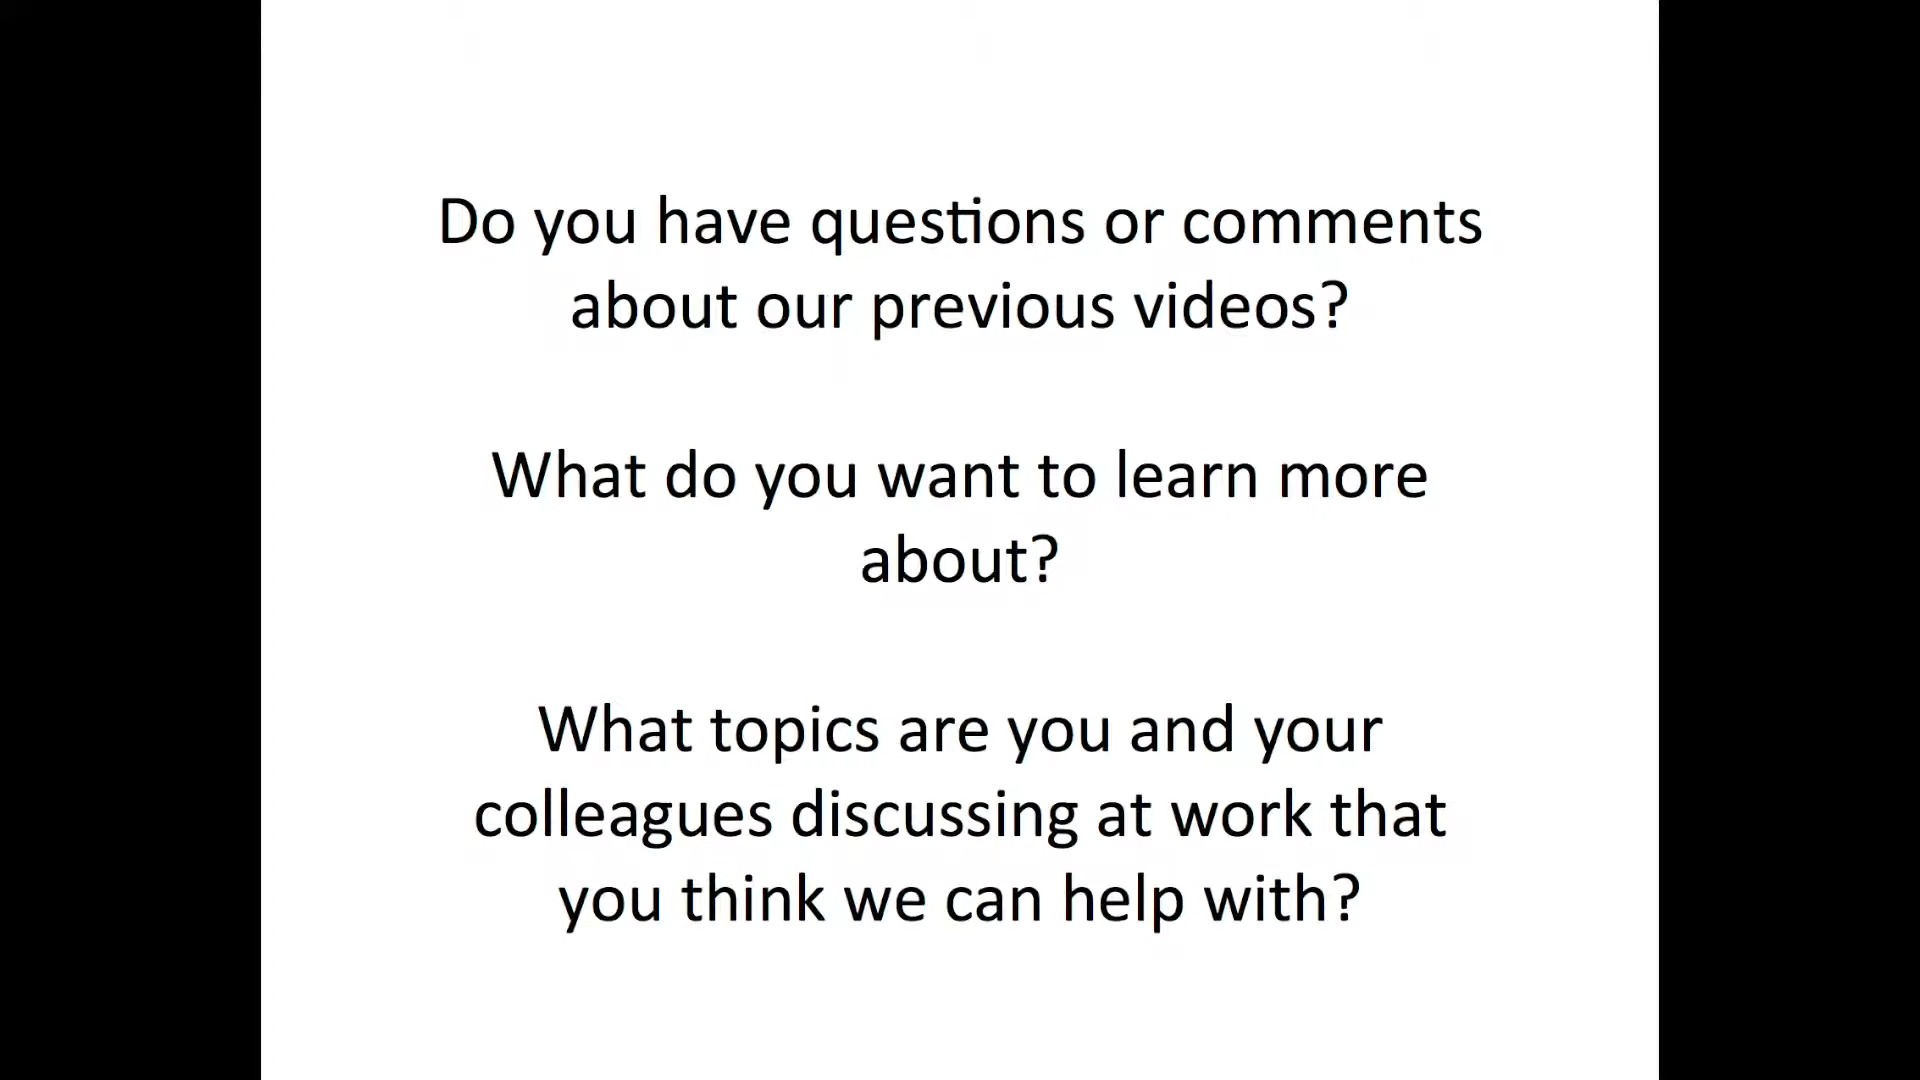 Do you have questions or comments
about our previous videos?
What do you want to learn more
about?
What topics are you and your
colleagues discussing at work that
you think we can help with?